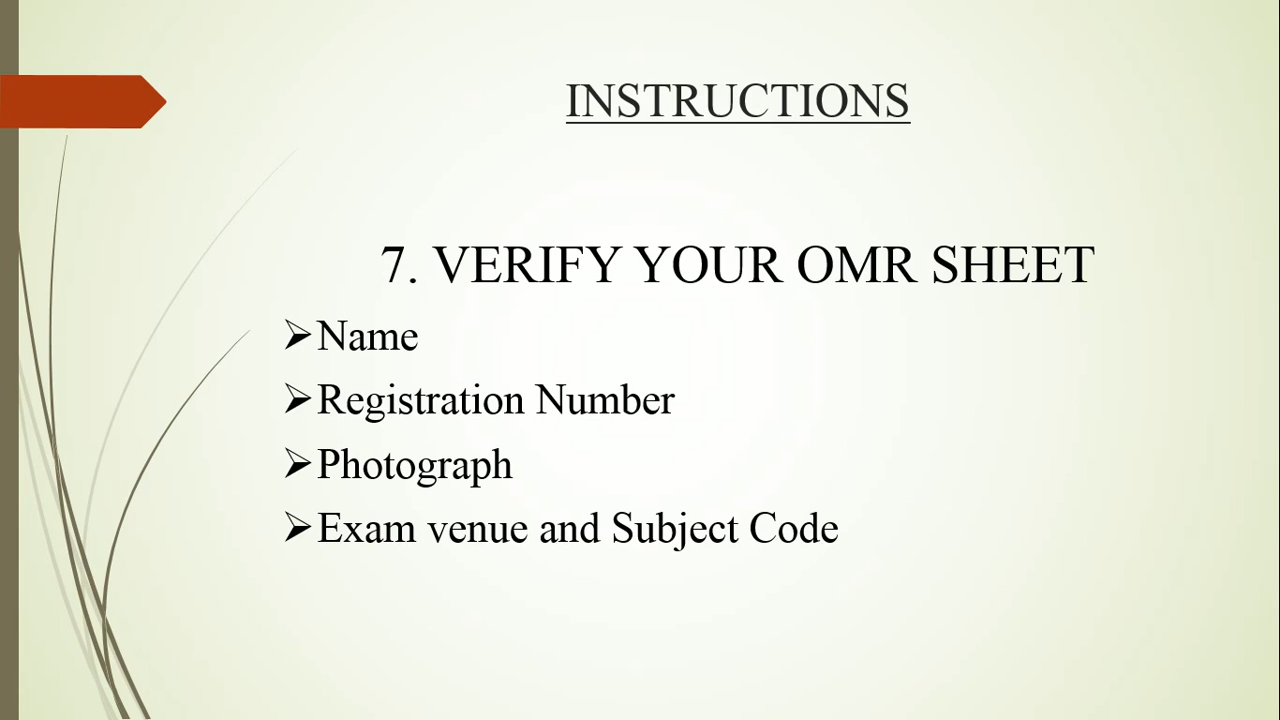 INSTRUCTIONS
7. VERIFY YOUR OMR SHEET
➢Name
➢Registration Number
➢Photograph
➢Exam venue and Subject Code